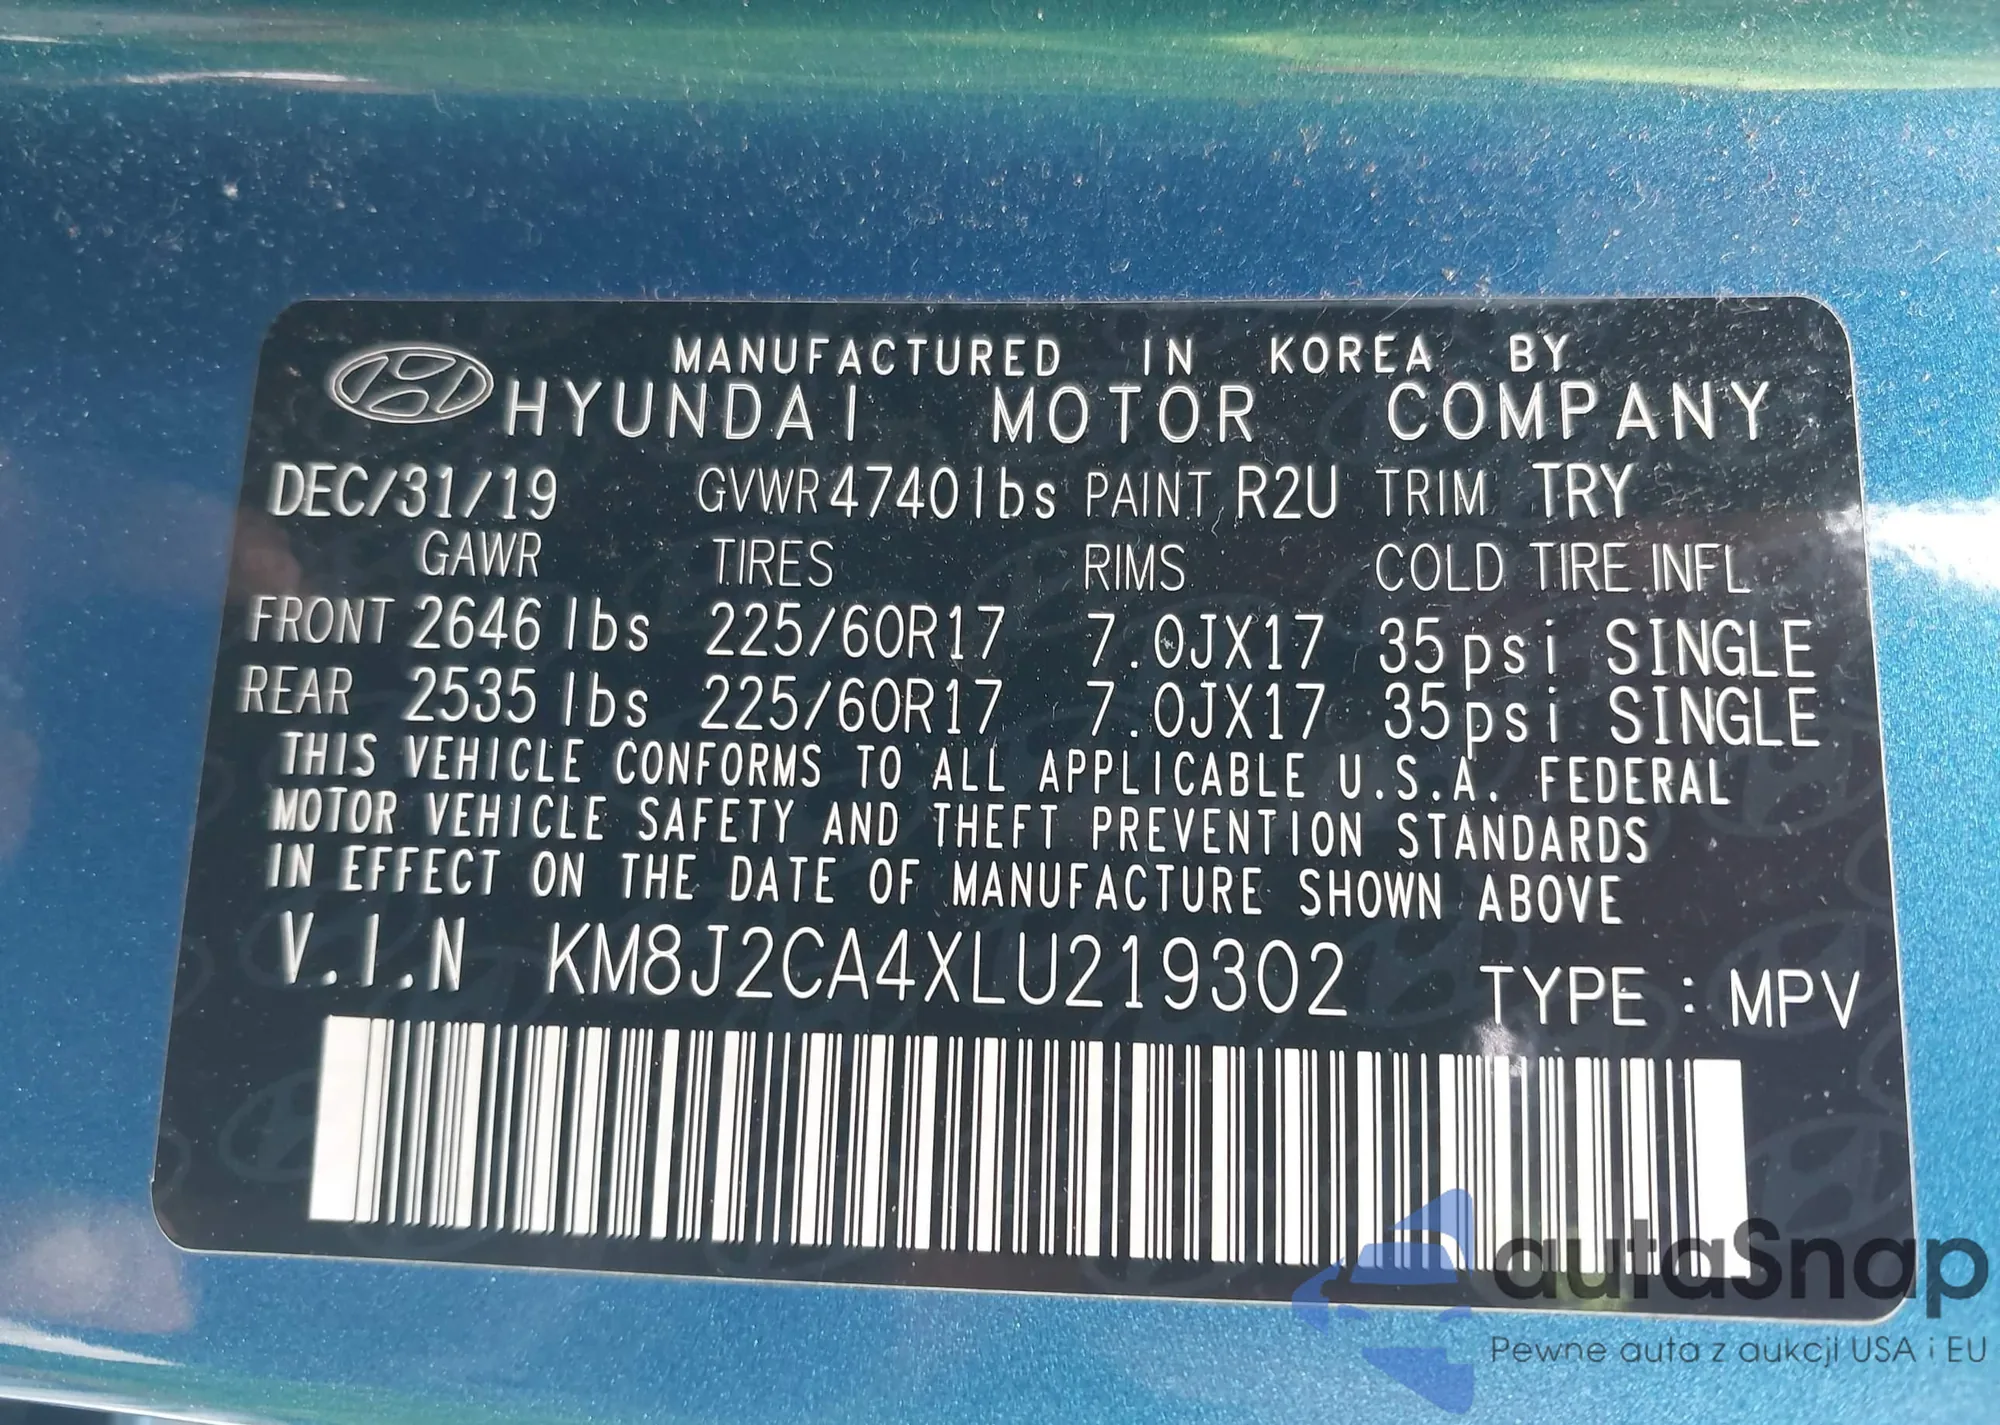 MANUFACTURED IN KOREA BY
HYUNDAI MOTOR COMPANY
DEC/31/19 GVWR 4740lbs PAINT R2U TRIM TRY
GAWR TIRES RIMS COLD TIRE INFL
FRONT 2646 lbs 225/60R17 7.0JX17 35psi SINGLE
REAR 2535 lbs 225/60R17 7.0JX17 35psi SINGLE
THIS VEHICLE CONFORMS TO ALL APPLICABLE U.S.A. FEDERAL
MOTOR VEHICLE SAFETY AND THEFT PREVENTION STANDARDS
IN EFFECT ON THE DATE OF MANUFACTURE SHOWN ABOVE
V.I.N KM8J2CA4XLU219302 TYPE : MPV
autaSnap
Pewne auta z aukcji USA i EU